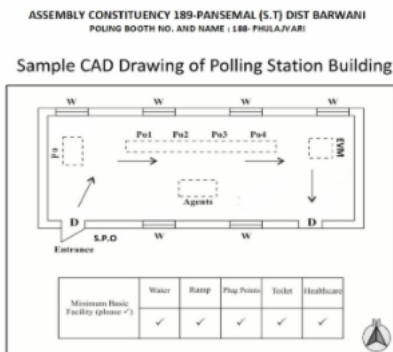 ASSEMBLY CONSTITUENCY 189-PANSEMAL (S.T) DIST BARWANI
POLING BOOTH NO. AND NAME : 188- PHULAJVARI
Sample CAD Drawing of Polling Station Building
W W W W
Po1 Po2 Po3 Po4
Po
EVM
Agents
D D
S.P.O W W
Entrance
Minimum Basic Facility (please ✓) Water Ramp Plug Points Toilet Healthcare
✓ ✓ ✓ ✓ ✓
N